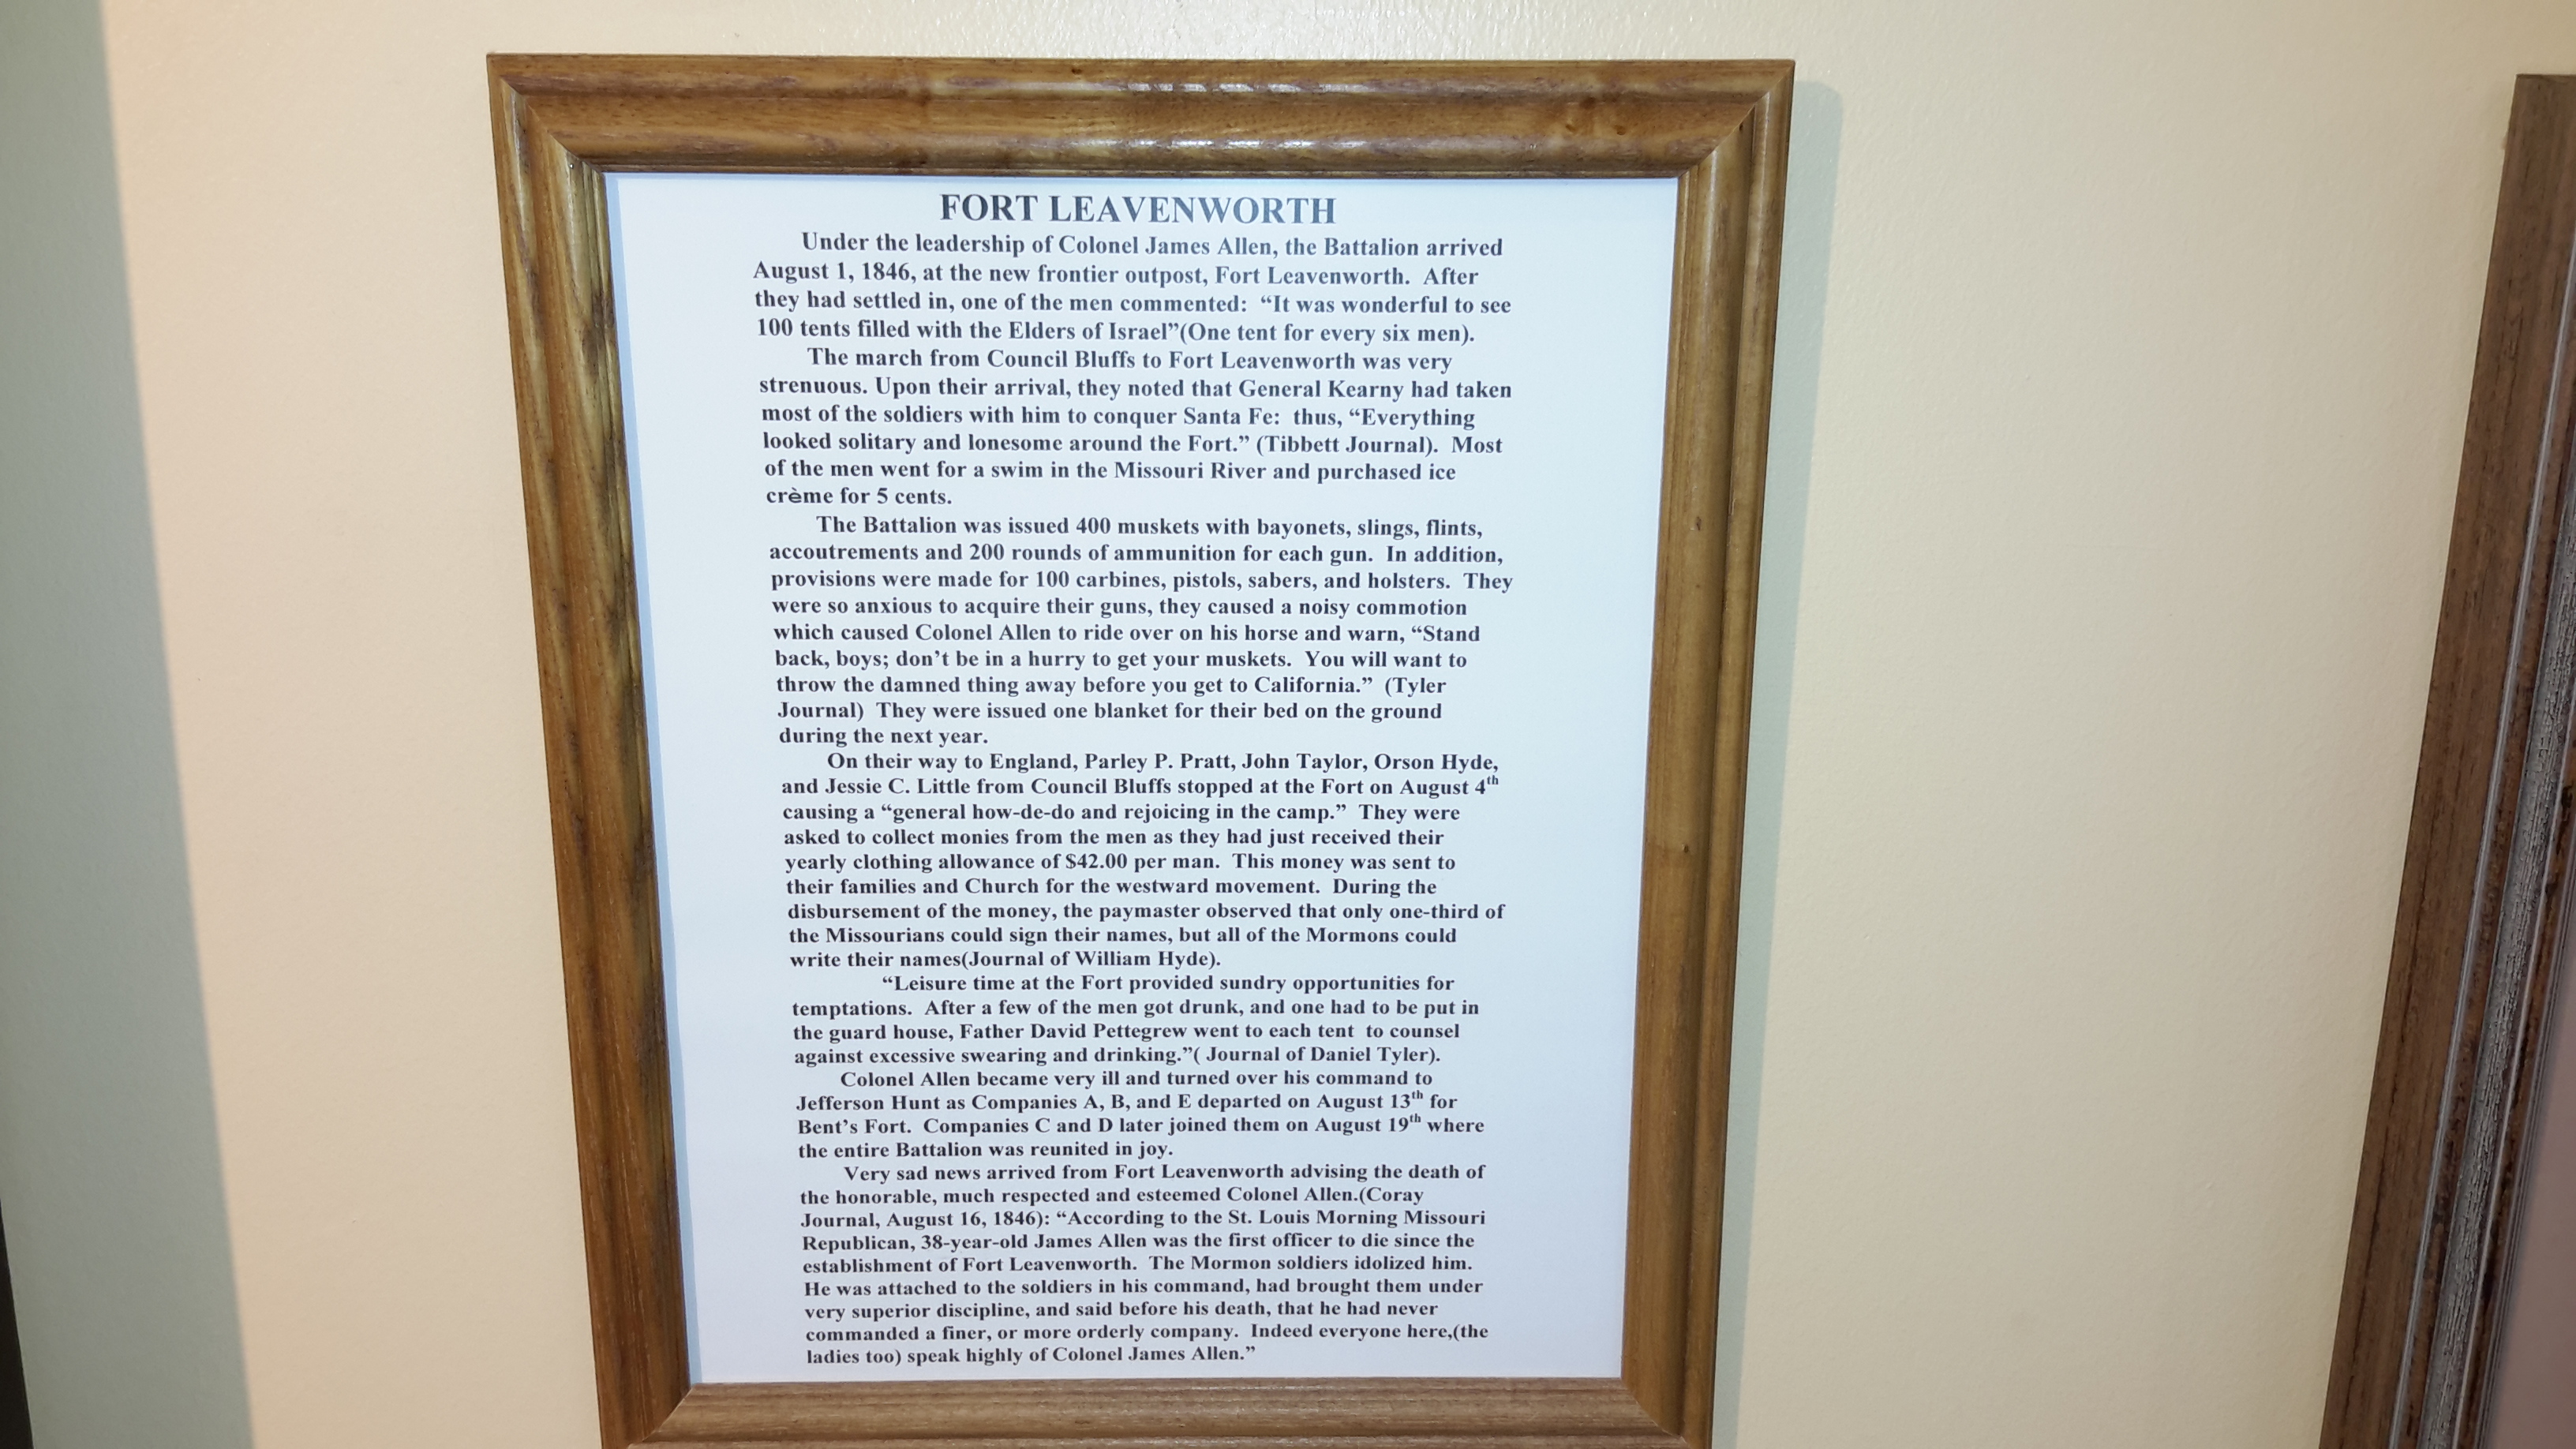 FORT LEAVENWORTH
Under the leadership of Colonel James Allen, the Battalion arrived
August 1, 1846, at the new frontier outpost, Fort Leavenworth.  After
they had settled in, one of the men commented:  “It was wonderful to see
100 tents filled with the Elders of Israel”(One tent for every six men).
The march from Council Bluffs to Fort Leavenworth was very
strenuous. Upon their arrival, they noted that General Kearny had taken
most of the soldiers with him to conquer Santa Fe:  thus, “Everything
looked solitary and lonesome around the Fort.” (Tibbett Journal).  Most
of the men went for a swim in the Missouri River and purchased ice
crème for 5 cents.
The Battalion was issued 400 muskets with bayonets, slings, flints,
accoutrements and 200 rounds of ammunition for each gun.  In addition,
provisions were made for 100 carbines, pistols, sabers, and holsters.  They
were so anxious to acquire their guns, they caused a noisy commotion
which caused Colonel Allen to ride over on his horse and warn, “Stand
back, boys; don’t be in a hurry to get your muskets.  You will want to
throw the damned thing away before you get to California.”  (Tyler
Journal)  They were issued one blanket for their bed on the ground
during the next year.
On their way to England, Parley P. Pratt, John Taylor, Orson Hyde,
and Jessie C. Little from Council Bluffs stopped at the Fort on August 4th
causing a “general how-de-do and rejoicing in the camp.”  They were
asked to collect monies from the men as they had just received their
yearly clothing allowance of $42.00 per man.  This money was sent to
their families and Church for the westward movement.  During the
disbursement of the money, the paymaster observed that only one-third of
the Missourians could sign their names, but all of the Mormons could
write their names(Journal of William Hyde).
“Leisure time at the Fort provided sundry opportunities for
temptations.  After a few of the men got drunk, and one had to be put in
the guard house, Father David Pettegrew went to each tent  to counsel
against excessive swearing and drinking.”( Journal of Daniel Tyler).
Colonel Allen became very ill and turned over his command to
Jefferson Hunt as Companies A, B, and E departed on August 13th for
Bent’s Fort.  Companies C and D later joined them on August 19th where
the entire Battalion was reunited in joy.
Very sad news arrived from Fort Leavenworth advising the death of
the honorable, much respected and esteemed Colonel Allen.(Coray
Journal, August 16, 1846): “According to the St. Louis Morning Missouri
Republican, 38-year-old James Allen was the first officer to die since the
establishment of Fort Leavenworth.  The Mormon soldiers idolized him.
He was attached to the soldiers in his command, had brought them under
very superior discipline, and said before his death, that he had never
commanded a finer, or more orderly company.  Indeed everyone here,(the
ladies too) speak highly of Colonel James Allen.”